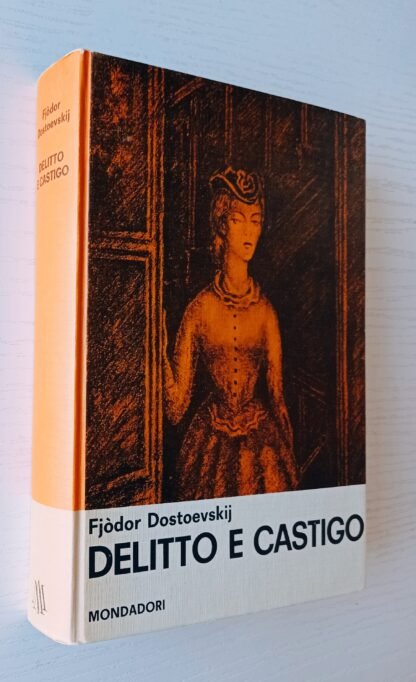 Fjòdor
Dostoevskij
DELITTO
E CASTIGO
Fjòdor Dostoevskij
DELITTO E CASTIGO
MONDADORI